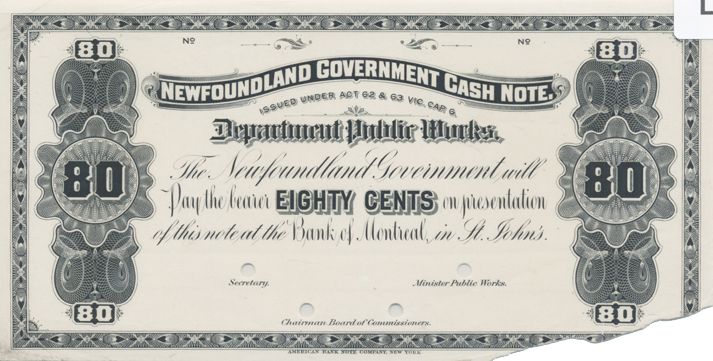 80 80
Nº Nº
NEWFOUNDLAND GOVERNMENT CASH NOTE.
ISSUED UNDER ACT 62 & 63 VIC. CAP. 6.
Department Public Works.
The Newfoundland Government will
80 80
Pay the bearer EIGHTY CENTS on presentation
of this note at the Bank of Montreal, in St. John's.
Secretary. Minister Public Works.
80 80
Chairman Board of Commissioners.
AMERICAN BANK NOTE COMPANY, NEW YORK.